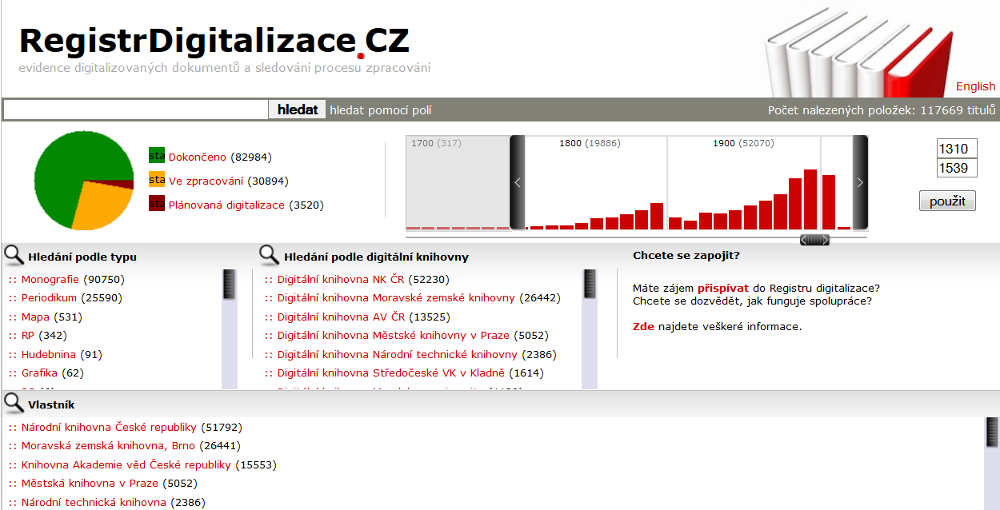 RegistrDigitalizace.CZ
evidence digitalizovaných dokumentů a sledování procesu zpracování
English
hledat hledat pomocí polí
Počet nalezených položek: 117669 titulů
sta Dokončeno (82984)
sta Ve zpracování (30894)
sta Plánovaná digitalizace (3520)
1700 (317)
1800 (19886)
1900 (52070)
1310
1539
použit
Hledání podle typu
:: Monografie (90750)
:: Periodikum (25590)
:: Mapa (531)
:: RP (342)
:: Hudebnina (91)
:: Grafika (62)
Hledání podle digitální knihovny
:: Digitální knihovna NK ČR (52230)
:: Digitální knihovna Moravské zemské knihovny (26442)
:: Digitální knihovna AV ČR (13525)
:: Digitální knihovna Městské knihovny v Praze (5052)
:: Digitální knihovna Národní technické knihovny (2386)
:: Digitální knihovna Středočeské VK v Kladně (1614)
Chcete se zapojit?
Máte zájem přispívat do Registru digitalizace?
Chcete se dozvědět, jak funguje spolupráce?
Zde najdete veškeré informace.
Vlastník
:: Národní knihovna České republiky (51792)
:: Moravská zemská knihovna, Brno (26441)
:: Knihovna Akademie věd České republiky (15553)
:: Městská knihovna v Praze (5052)
:: Národní technická knihovna (2386)